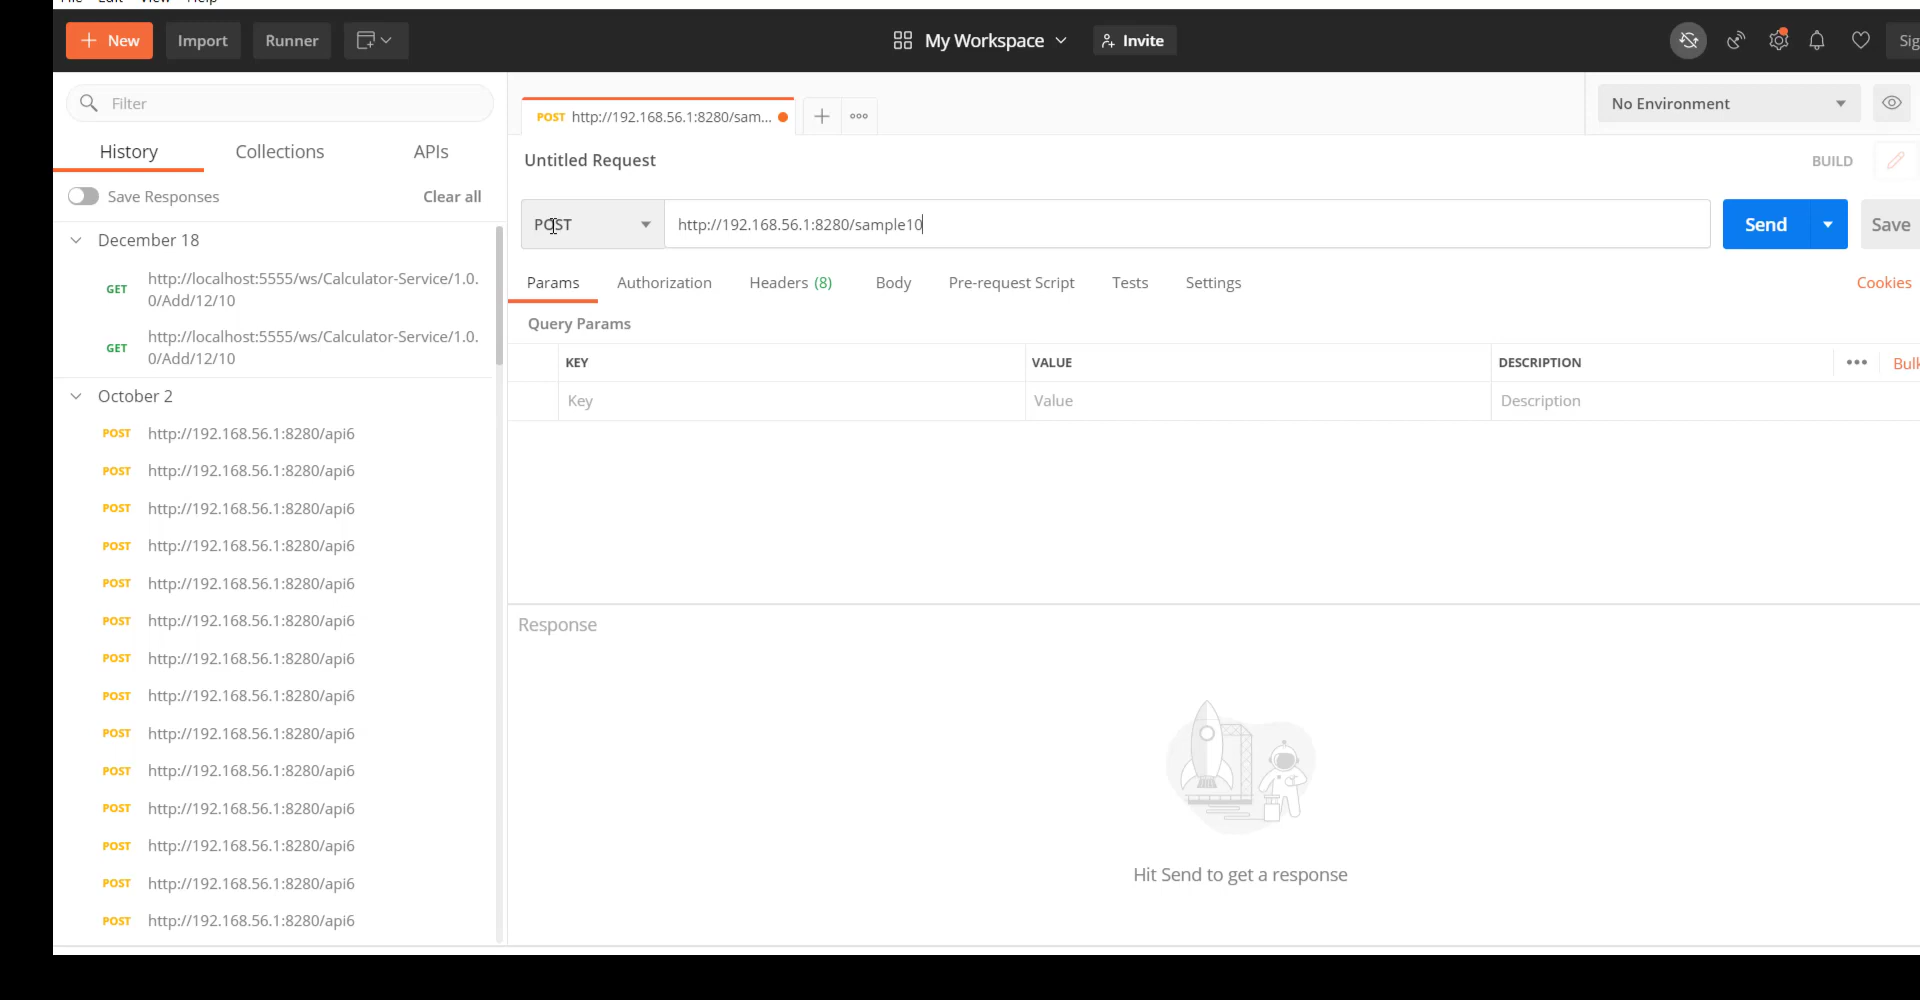 File Edit View Help
New Import Runner My Workspace Invite
Filter
No Environment
POST http://192.168.56.1:8280/sam...
History Collections APIs
Untitled Request
BUILD
Save Responses Clear all
POST http://192.168.56.1:8280/sample10
Send Save
December 18
GET http://localhost:5555/ws/Calculator-Service/1.0.
0/Add/12/10
GET http://localhost:5555/ws/Calculator-Service/1.0.
0/Add/12/10
Params Authorization Headers (8) Body Pre-request Script Tests Settings Cookies
Query Params
KEY VALUE DESCRIPTION Bulk
Key Value Description
October 2
POST http://192.168.56.1:8280/api6
POST http://192.168.56.1:8280/api6
POST http://192.168.56.1:8280/api6
POST http://192.168.56.1:8280/api6
POST http://192.168.56.1:8280/api6
POST http://192.168.56.1:8280/api6
POST http://192.168.56.1:8280/api6
POST http://192.168.56.1:8280/api6
POST http://192.168.56.1:8280/api6
POST http://192.168.56.1:8280/api6
POST http://192.168.56.1:8280/api6
POST http://192.168.56.1:8280/api6
POST http://192.168.56.1:8280/api6
POST http://192.168.56.1:8280/api6
Response
Hit Send to get a response